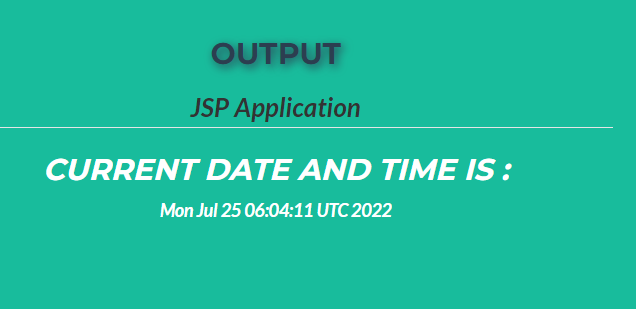 OUTPUT
JSP Application
CURRENT DATE AND TIME IS :
Mon Jul 25 06:04:11 UTC 2022